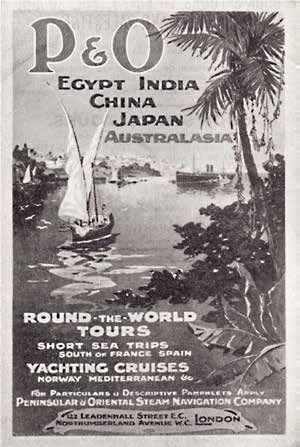 P&O
EGYPT INDIA
CHINA
JAPAN
AUSTRALASIA
ROUND-THE-WORLD
TOURS
SHORT SEA TRIPS
SOUTH OF FRANCE SPAIN
YACHTING CRUISES
NORWAY MEDITERRANEAN &c
FOR PARTICULARS & DESCRIPTIVE PAMPHLETS APPLY
PENINSULAR & ORIENTAL STEAM NAVIGATION COMPANY
122 LEADENHALL STREET E.C.
NORTHUMBERLAND AVENUE W.C. LONDON